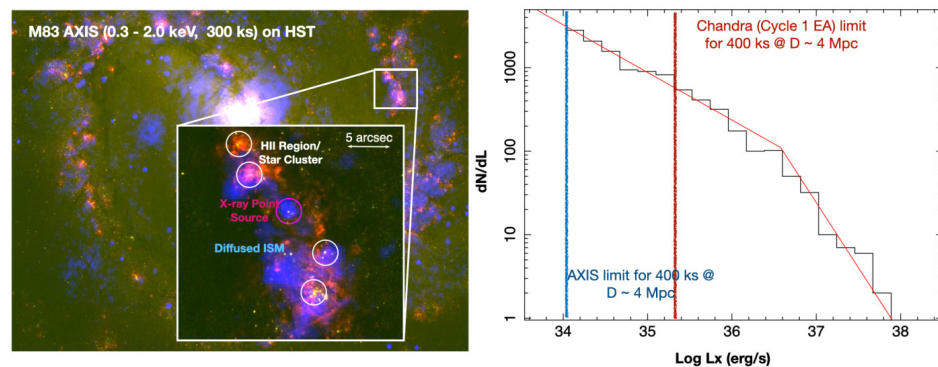 M83 AXIS (0.3 - 2.0 keV, 300 ks) on HST
5 arcsec
HII Region/
Star Cluster
X-ray Point
Source
Diffused ISM
Chandra (Cycle 1 EA) limit
for 400 ks @ D ~ 4 Mpc
AXIS limit for 400 ks @
D ~ 4 Mpc
dN/dL
1000
100
10
1
34
35
36
37
38
Log Lx (erg/s)